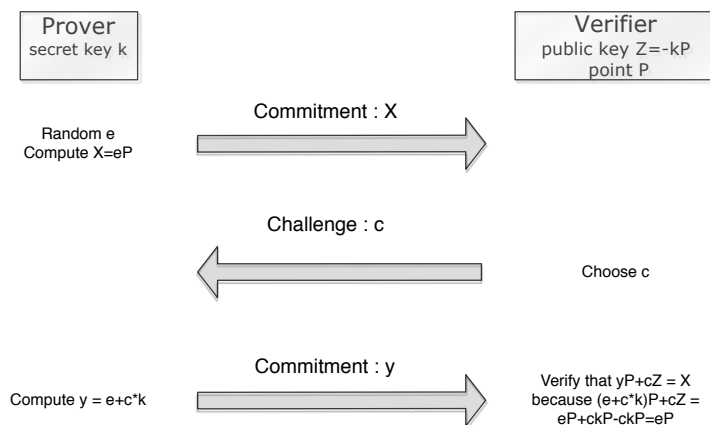 Prover
secret key k
Verifier
public key Z=-kP
point P
Commitment : X
Random e
Compute X=eP
Challenge : c
Choose c
Commitment : y
Compute y = e+c*k
Verify that yP+cZ = X
because (e+c*k)P+cZ =
eP+ckP-ckP=eP